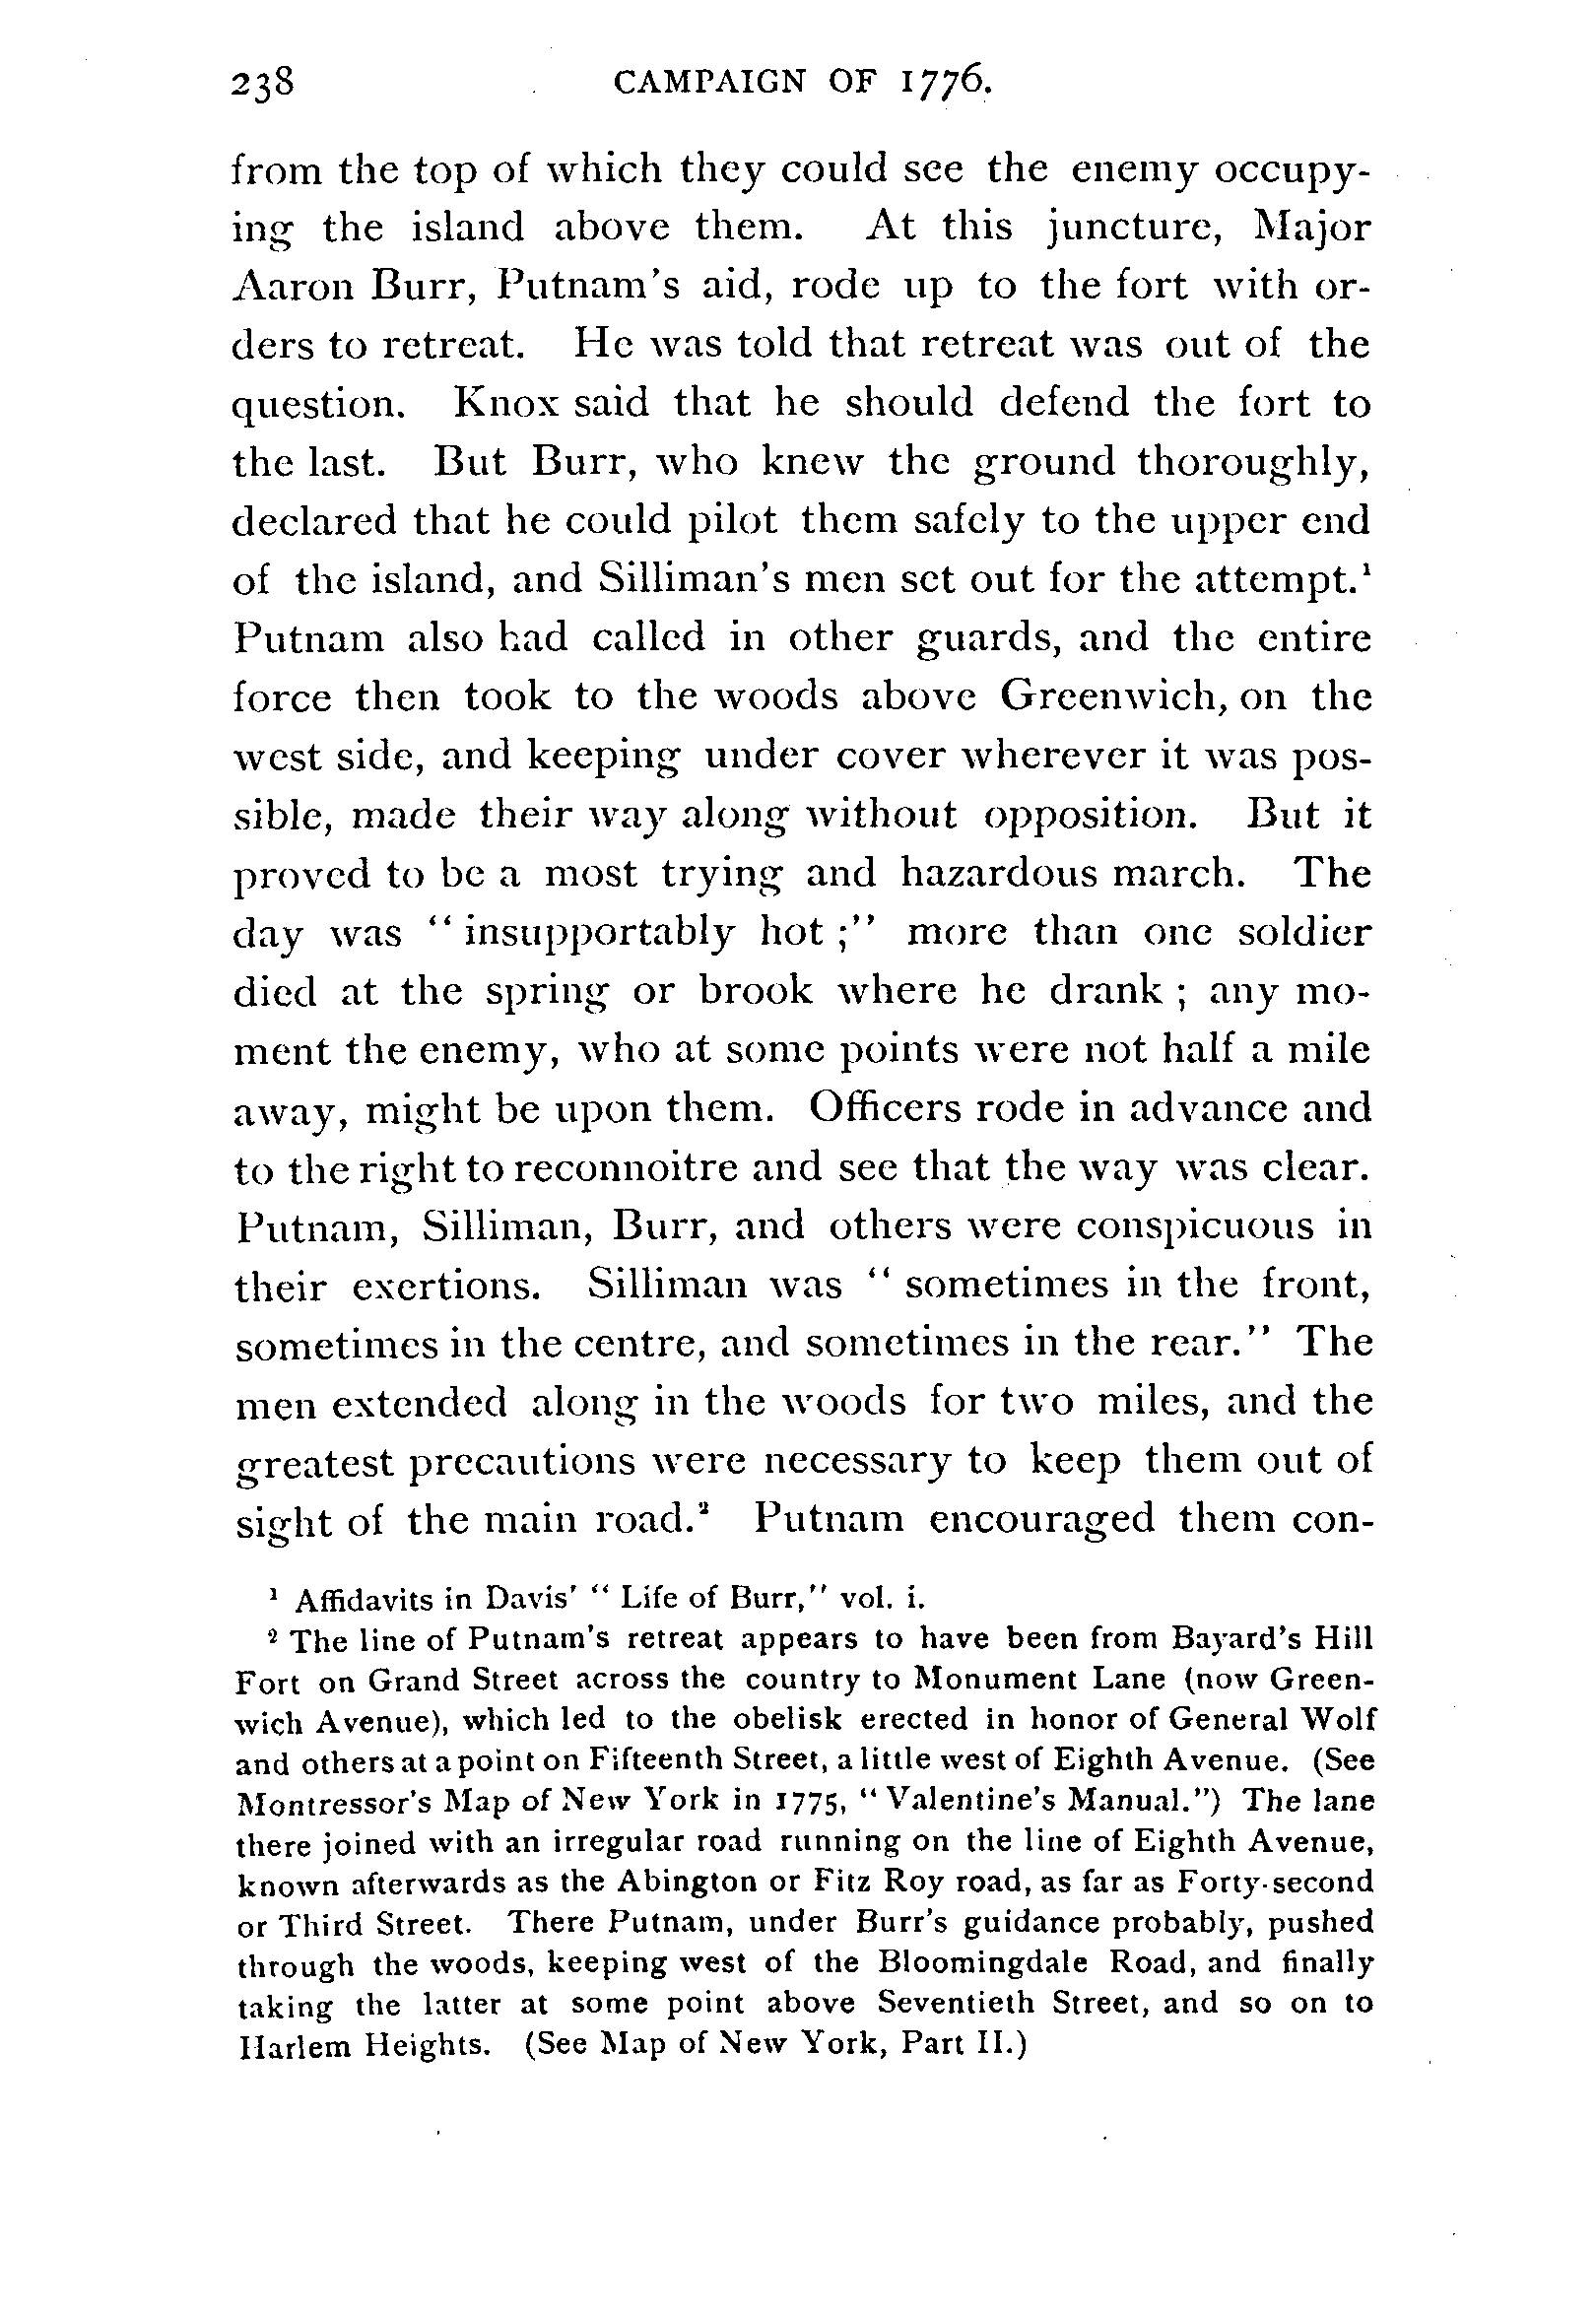 238 CAMPAIGN OF 1776.
from the top of which they could see the enemy occupy-
ing the island above them. At this juncture, Major
Aaron Burr, Putnam's aid, rode up to the fort with or-
ders to retreat. He was told that retreat was out of the
question. Knox said that he should defend the fort to
the last. But Burr, who knew the ground thoroughly,
declared that he could pilot them safely to the upper end
of the island, and Silliman's men set out for the attempt.¹
Putnam also had called in other guards, and the entire
force then took to the woods above Greenwich, on the
west side, and keeping under cover wherever it was pos-
sible, made their way along without opposition. But it
proved to be a most trying and hazardous march. The
day was "insupportably hot;" more than one soldier
died at the spring or brook where he drank; any mo-
ment the enemy, who at some points were not half a mile
away, might be upon them. Officers rode in advance and
to the right to reconnoitre and see that the way was clear.
Putnam, Silliman, Burr, and others were conspicuous in
their exertions. Silliman was "sometimes in the front,
sometimes in the centre, and sometimes in the rear." The
men extended along in the woods for two miles, and the
greatest precautions were necessary to keep them out of
sight of the main road.² Putnam encouraged them con-
¹ Affidavits in Davis' "Life of Burr," vol. i.
² The line of Putnam's retreat appears to have been from Bayard's Hill
Fort on Grand Street across the country to Monument Lane (now Green-
wich Avenue), which led to the obelisk erected in honor of General Wolf
and others at a point on Fifteenth Street, a little west of Eighth Avenue. (See
Montressor's Map of New York in 1775, "Valentine's Manual.") The lane
there joined with an irregular road running on the line of Eighth Avenue,
known afterwards as the Abington or Fitz Roy road, as far as Forty-second
or Third Street. There Putnam, under Burr's guidance probably, pushed
through the woods, keeping west of the Bloomingdale Road, and finally
taking the latter at some point above Seventieth Street, and so on to
Harlem Heights. (See Map of New York, Part II.)